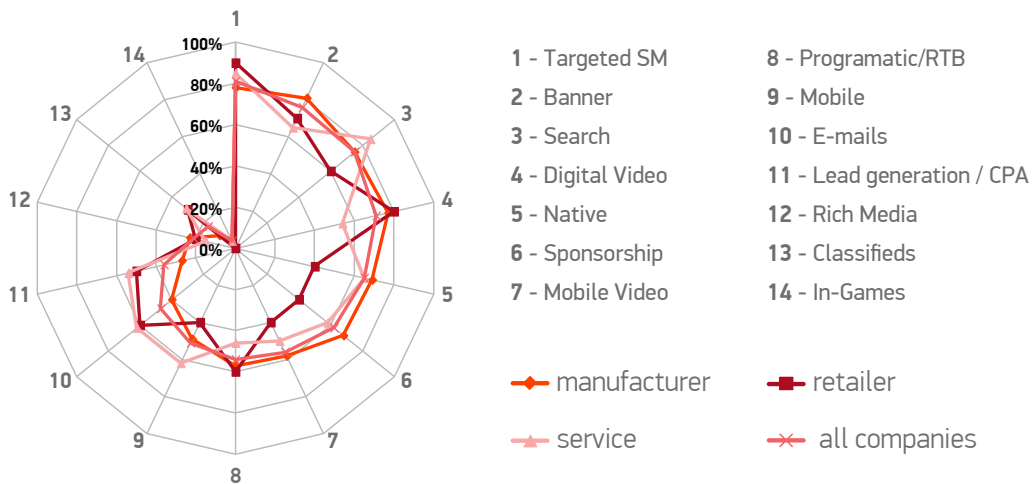 1
100%
14
2
80%
13
3
60%
40%
12
20%
4
0%
11
5
10
6
9
7
8
1 - Targeted SM
2 - Banner
3 - Search
4 - Digital Video
5 - Native
6 - Sponsorship
7 - Mobile Video
8 - Programatic/RTB
9 - Mobile
10 - E-mails
11 - Lead generation / CPA
12 - Rich Media
13 - Classifieds
14 - In-Games
manufacturer
retailer
service
all companies